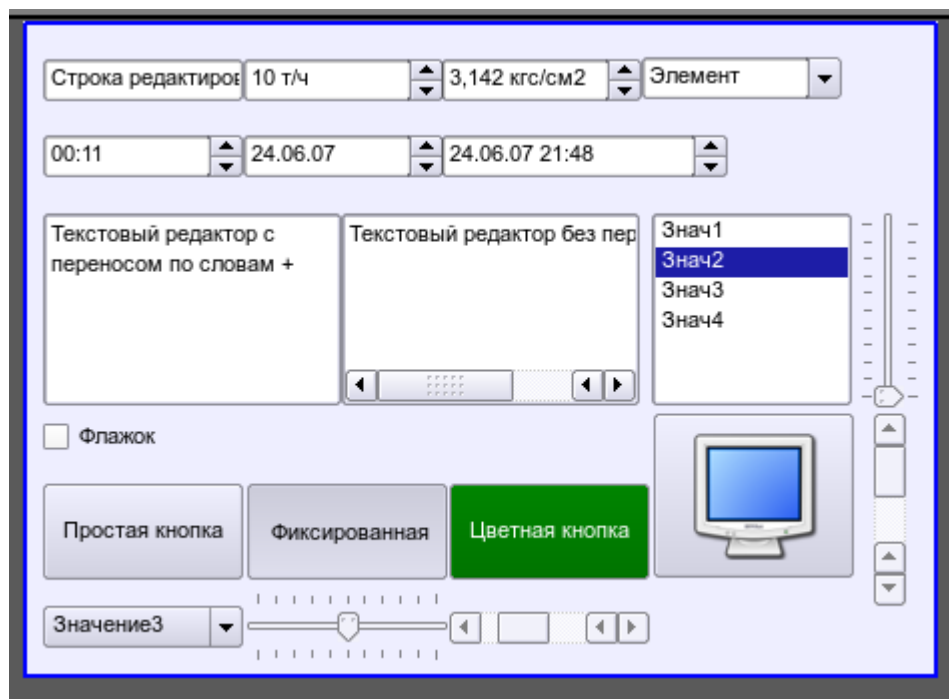 Строка редактиров
10 т/ч
3,142 кгс/см2
Элемент
00:11
24.06.07
24.06.07 21:48
Текстовый редактор с
переносом по словам +
Текстовый редактор без пер
Знач1
Знач2
Знач3
Знач4
Флажок
Простая кнопка
Фиксированная
Цветная кнопка
Значение3